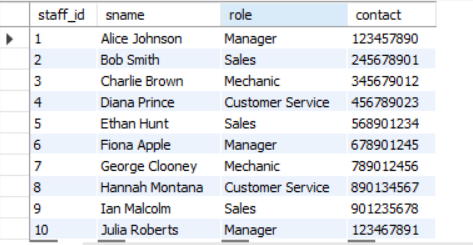 staff_id sname role contact
1 Alice Johnson Manager 123457890
2 Bob Smith Sales 245678901
3 Charlie Brown Mechanic 345679012
4 Diana Prince Customer Service 456789023
5 Ethan Hunt Sales 568901234
6 Fiona Apple Manager 678901245
7 George Clooney Mechanic 789012456
8 Hannah Montana Customer Service 890134567
9 Ian Malcolm Sales 901235678
10 Julia Roberts Manager 123467891